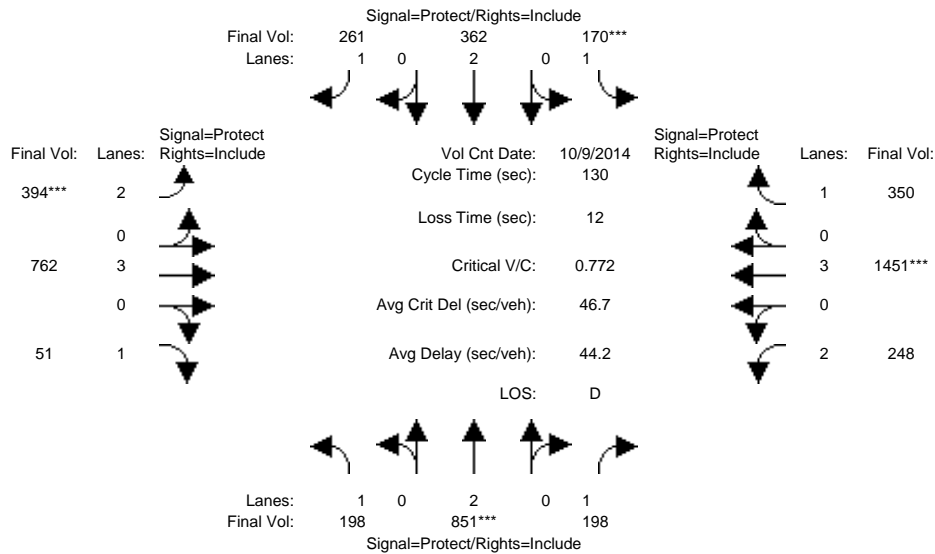 Signal=Protect/Rights=Include
Final Vol: 261 362 170***
Lanes: 1 0 2 0 1
Signal=Protect
Final Vol: Lanes: Rights=Include
Vol Cnt Date: 10/9/2014
Signal=Protect
Rights=Include Lanes: Final Vol:
Cycle Time (sec): 130
394*** 2
1 350
Loss Time (sec): 12
0
0
762 3
Critical V/C: 0.772
3 1451***
0
Avg Crit Del (sec/veh): 46.7
0
51 1
Avg Delay (sec/veh): 44.2
2 248
LOS: D
Lanes: 1 0 2 0 1
Final Vol: 198 851*** 198
Signal=Protect/Rights=Include